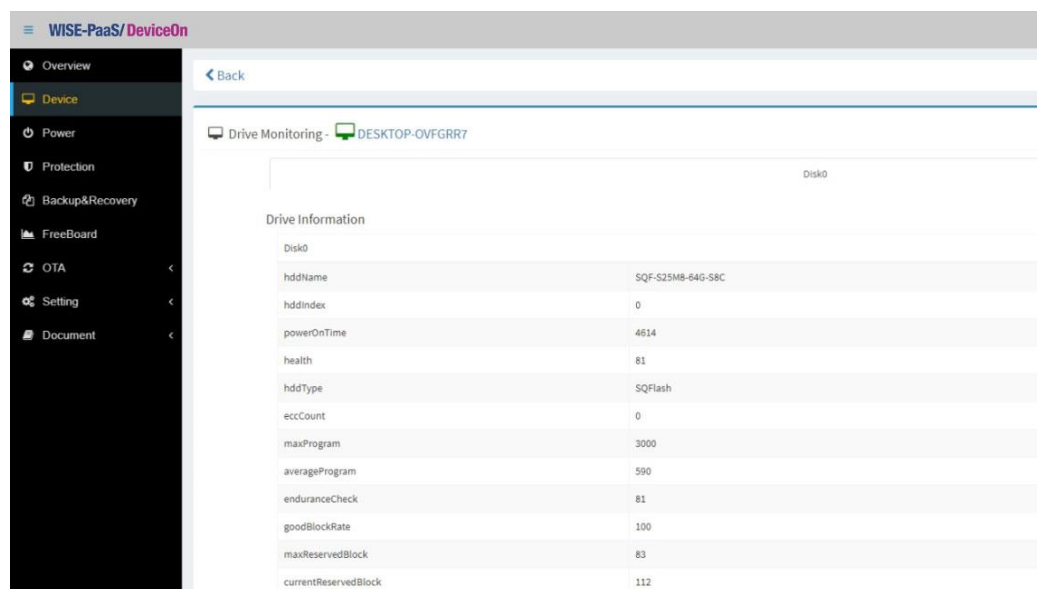 WISE-PaaS/DeviceOn
Overview
Device
Power
Protection
Backup&Recovery
FreeBoard
OTA
Setting
Document
Back
Drive Monitoring - DESKTOP-OVFGRR7
Disk0
Drive Information
Disk0
hddName SQF-S25M8-64G-S8C
hddIndex 0
powerOnTime 4614
health 81
hddType SQFlash
eccCount 0
maxProgram 3000
averageProgram 590
enduranceCheck 81
goodBlockRate 100
maxReservedBlock 83
currentReservedBlock 112